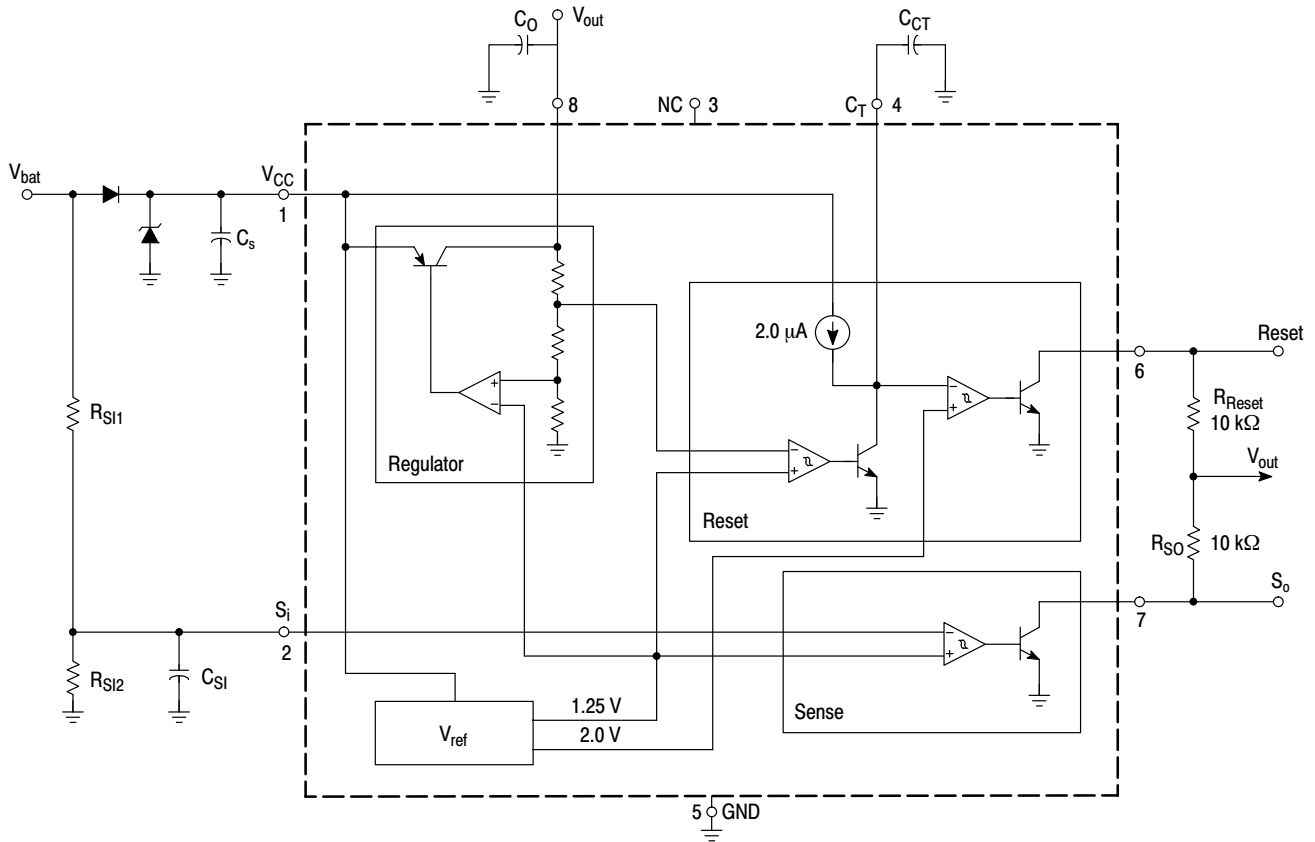 C_O
V_out
C_CT
8
NC 3
C_T 4
V_bat
V_CC
1
C_s
2.0 µA
Reset
6
R_Reset
10 kΩ
R_SI1
+
−
−
+
−
+
Regulator
V_out
Reset
R_SO 10 kΩ
S_i
2
S_o
7
−
+
R_SI2
C_SI
1.25 V
V_ref
2.0 V
Sense
5 GND